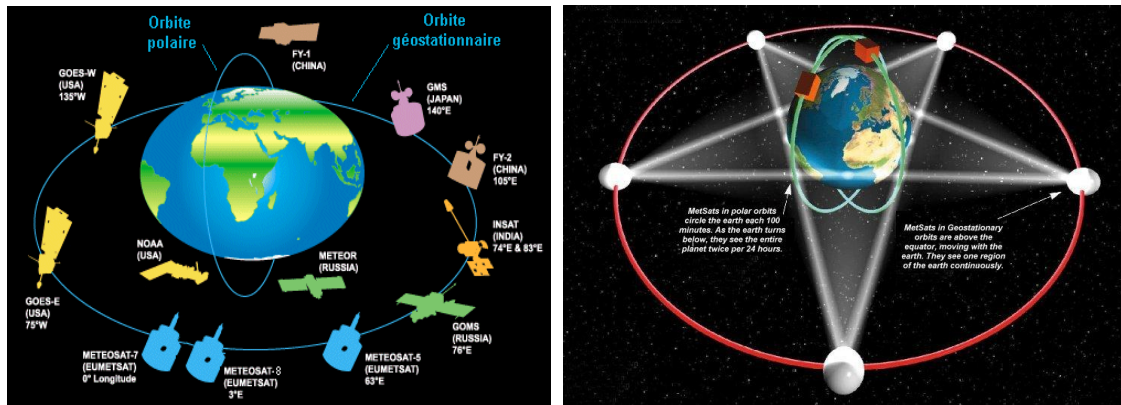 Orbite
polaire
Orbite
géostationnaire
FY-1
(CHINA)
GOES-W
(USA)
135°W
GMS
(JAPAN)
140°E
FY-2
(CHINA)
105°E
INSAT
(INDIA)
74°E & 83°E
NOAA
(USA)
METEOR
(RUSSIA)
GOES-E
(USA)
75°W
GOMS
(RUSSIA)
76°E
METEOSAT-7
(EUMETSAT)
0° Longitude
METEOSAT-8
(EUMETSAT)
3°E
METEOSAT-5
(EUMETSAT)
63°E
MetSats in polar orbits
circle the earth each 100
minutes. As the earth turns
below, they see the entire
planet twice per 24 hours.
MetSats in Geostationary
orbits are above the
equator, moving with the
earth. They see one region
of the earth continuously.